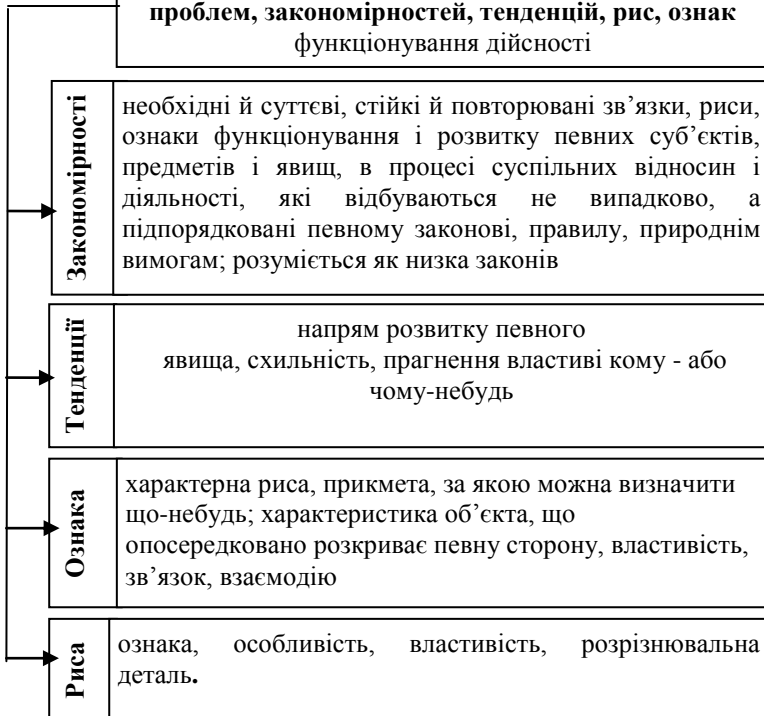 проблем, закономірностей, тенденцій, рис, ознак
функціонування дійсності
Закономірності
необхідні й суттєві, стійкі й повторювані зв’язки, риси,
ознаки функціонування і розвитку певних суб’єктів,
предметів і явищ, в процесі суспільних відносин і
діяльності, які відбуваються не випадково, а
підпорядковані певному законові, правилу, природнім
вимогам; розуміється як низка законів
Тенденції
напрям розвитку певного
явища, схильність, прагнення властиві кому - або
чому-небудь
Ознака
характерна риса, прикмета, за якою можна визначити
що-небудь; характеристика об’єкта, що
опосередковано розкриває певну сторону, властивість,
зв’язок, взаємодію
Риса
ознака, особливість, властивість, розрізнювальна
деталь.